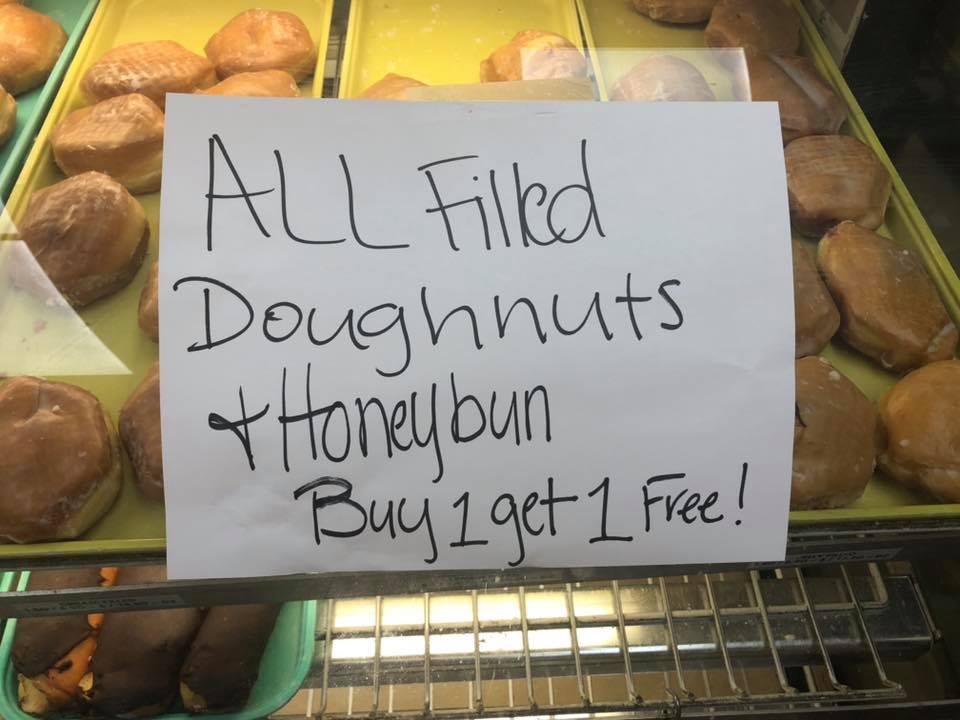 ALL Filled
Doughnuts
+ Honeybun
Buy 1 get 1 Free!